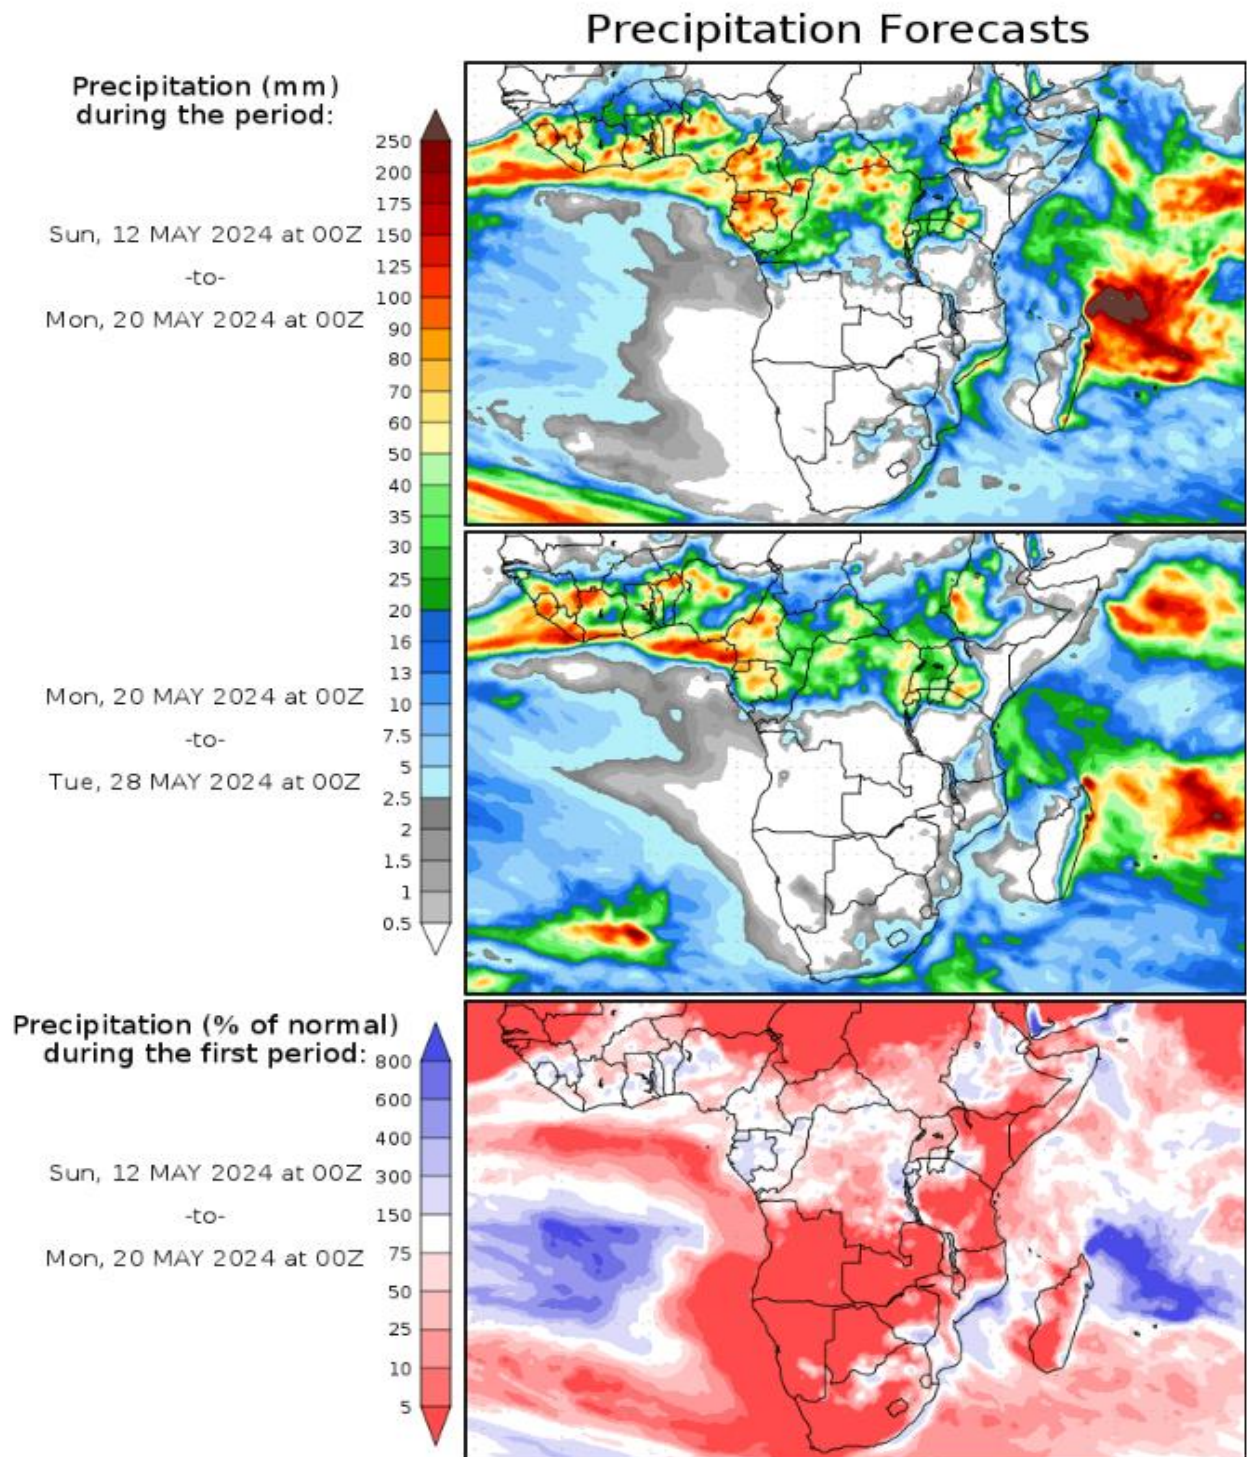 Precipitation Forecasts
Precipitation (mm)
during the period:
250
200
175
150
125
100
90
80
70
60
50
40
35
30
25
20
16
13
10
7.5
5
2.5
2
1.5
1
0.5
Sun, 12 MAY 2024 at 00Z
-to-
Mon, 20 MAY 2024 at 00Z
Mon, 20 MAY 2024 at 00Z
-to-
Tue, 28 MAY 2024 at 00Z
Precipitation (% of normal)
during the first period:
800
600
400
300
150
75
50
25
10
5
Sun, 12 MAY 2024 at 00Z
-to-
Mon, 20 MAY 2024 at 00Z